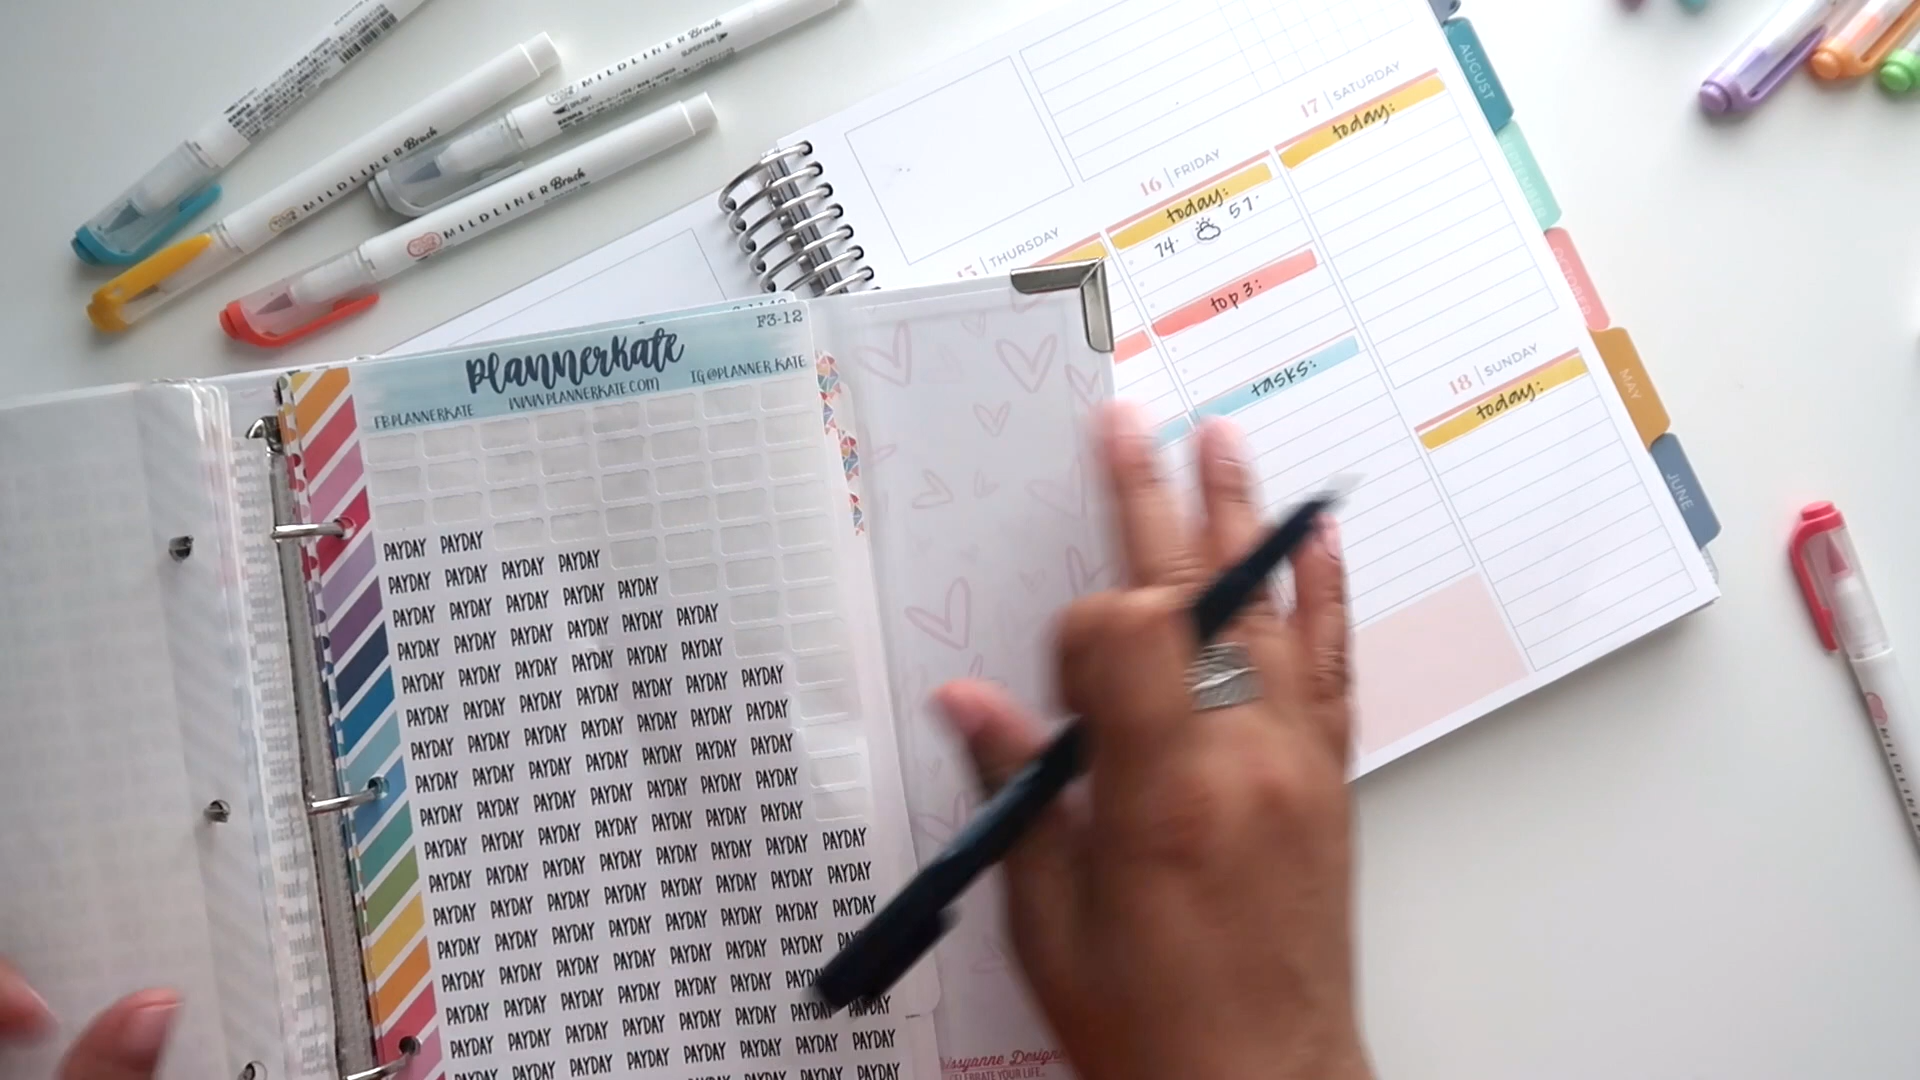 MILDLINER Brush
MILDLINER Brush
SUPER FINE
MILDLINER Brush
17 | SATURDAY
today:
16 | FRIDAY
today:
74° 57°
top 3:
tasks:
15 | THURSDAY
18 | SUNDAY
today:
AUGUST
SEPTEMBER
OCTOBER
MAY
JUNE
F3-12
plannerkate
FB PLANNERKATE WWW.PLANNERKATE.COM IG@PLANNER.KATE
PAYDAY PAYDAY
PAYDAY PAYDAY PAYDAY PAYDAY
PAYDAY PAYDAY PAYDAY PAYDAY PAYDAY
PAYDAY PAYDAY PAYDAY PAYDAY PAYDAY PAYDAY
PAYDAY PAYDAY PAYDAY PAYDAY PAYDAY PAYDAY
PAYDAY PAYDAY PAYDAY PAYDAY PAYDAY PAYDAY PAYDAY
PAYDAY PAYDAY PAYDAY PAYDAY PAYDAY PAYDAY PAYDAY
PAYDAY PAYDAY PAYDAY PAYDAY PAYDAY PAYDAY PAYDAY
PAYDAY PAYDAY PAYDAY PAYDAY PAYDAY PAYDAY PAYDAY
PAYDAY PAYDAY PAYDAY PAYDAY PAYDAY PAYDAY PAYDAY
PAYDAY PAYDAY PAYDAY PAYDAY PAYDAY PAYDAY PAYDAY PAYDAY
PAYDAY PAYDAY PAYDAY PAYDAY PAYDAY PAYDAY PAYDAY PAYDAY
PAYDAY PAYDAY PAYDAY PAYDAY PAYDAY PAYDAY PAYDAY PAYDAY
PAYDAY PAYDAY PAYDAY PAYDAY PAYDAY PAYDAY PAYDAY
PAYDAY PAYDAY PAYDAY PAYDAY PAYDAY PAYDAY PAYDAY
PAYDAY PAYDAY PAYDAY PAYDAY PAYDAY PAYDAY PAYDAY PAYDAY
PAYDAY PAYDAY PAYDAY PAYDAY PAYDAY PAYDAY PAYDAY PAYDAY
PAYDAY PAYDAY PAYDAY PAYDAY PAYDAY PAYDAY PAYDAY
Designs
CELEBRATE YOUR LIFE